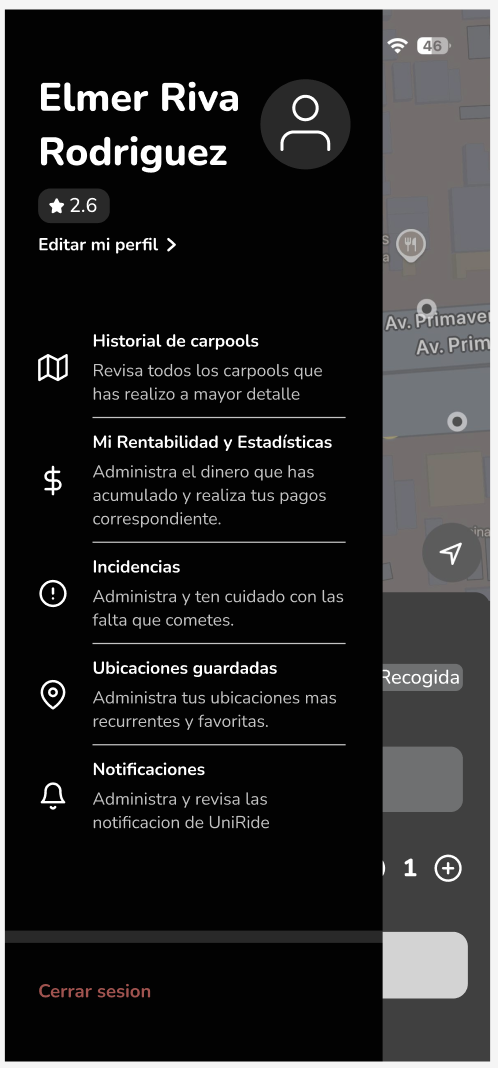 46
Elmer Riva
Rodriguez
2.6
Editar mi perfil
Historial de carpools
Revisa todos los carpools que
has realizo a mayor detalle
Mi Rentabilidad y Estadísticas
Administra el dinero que has
acumulado y realiza tus pagos
correspondiente.
Incidencias
Administra y ten cuidado con las
falta que cometes.
Ubicaciones guardadas
Administra tus ubicaciones mas
recurrentes y favoritas.
Notificaciones
Administra y revisa las
notificacion de UniRide
Cerrar sesion
Av. Primaver
Av. Prim
Recogida
1